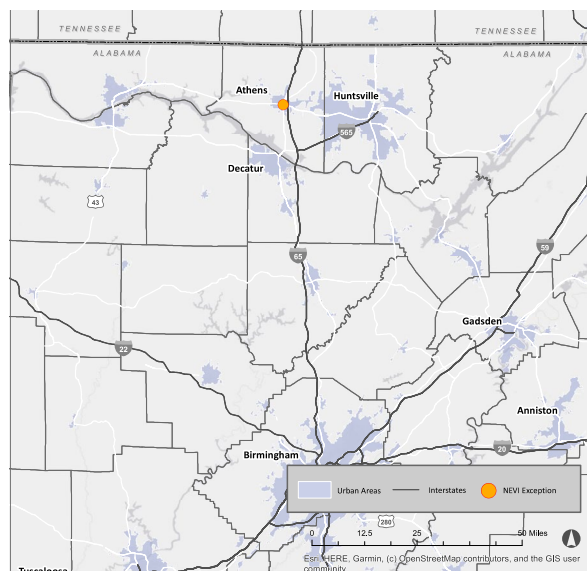 TENNESSEE
TENNESSEE
ALABAMA
ALABAMA
Athens
Huntsville
565
Decatur
43
59
65
Gadsden
22
Anniston
Birmingham
20
Urban Areas
Interstates
NEVI Exception
280
0
12.5
25
50 Miles
Esri, HERE, Garmin, (c) OpenStreetMap contributors, and the GIS user
community
Tuscaloosa